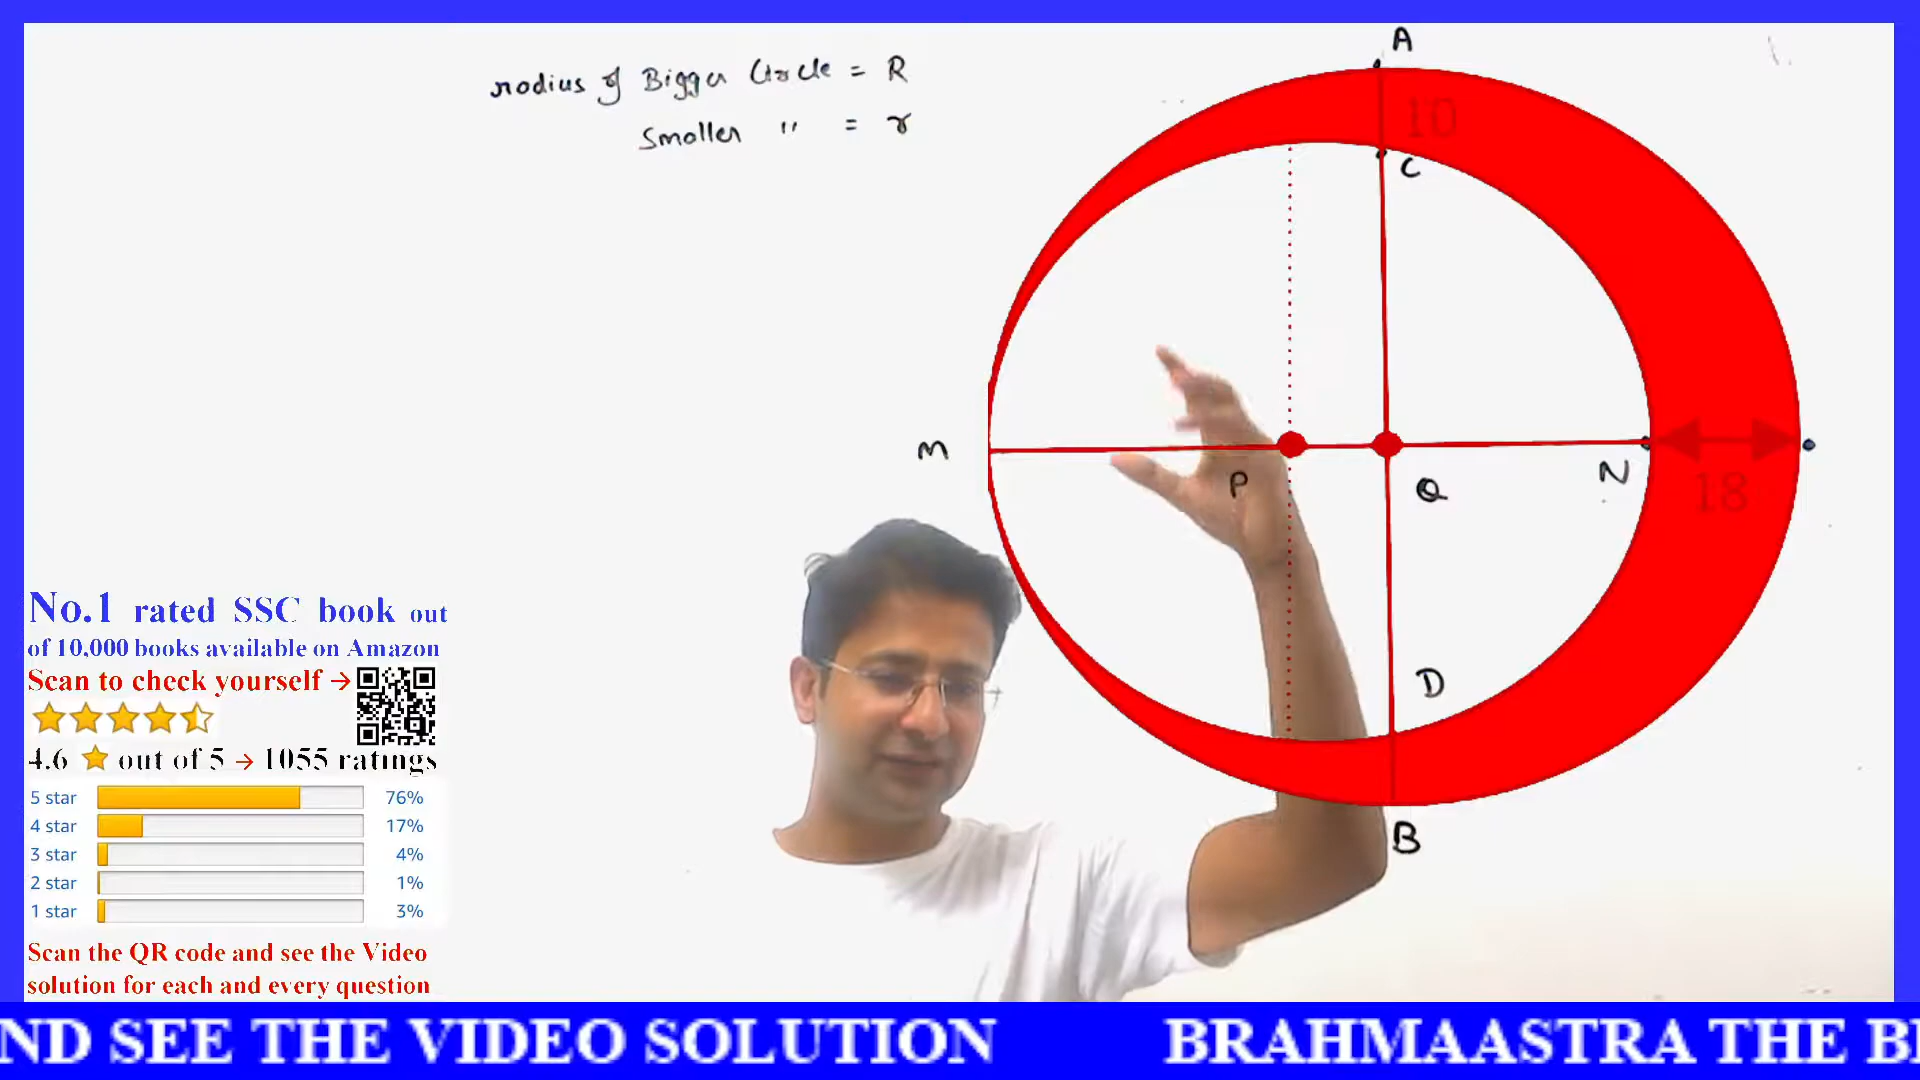 radius of Bigger Circle = R
Smaller " = r
A
10
C
M
P
Q
N
18
D
B
No.1 rated SSC book out
of 10,000 books available on Amazon
Scan to check yourself →
4.6 out of 5 → 1055 ratings
5 star 76%
4 star 17%
3 star 4%
2 star 1%
1 star 3%
Scan the QR code and see the Video
solution for each and every question
ND SEE THE VIDEO SOLUTION BRAHMAASTRA THE